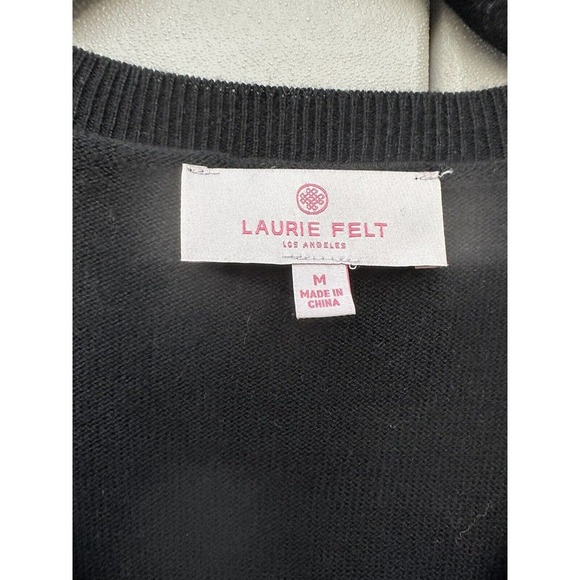 LAURIE FELT
LOS ANGELES
M
MADE IN
CHINA